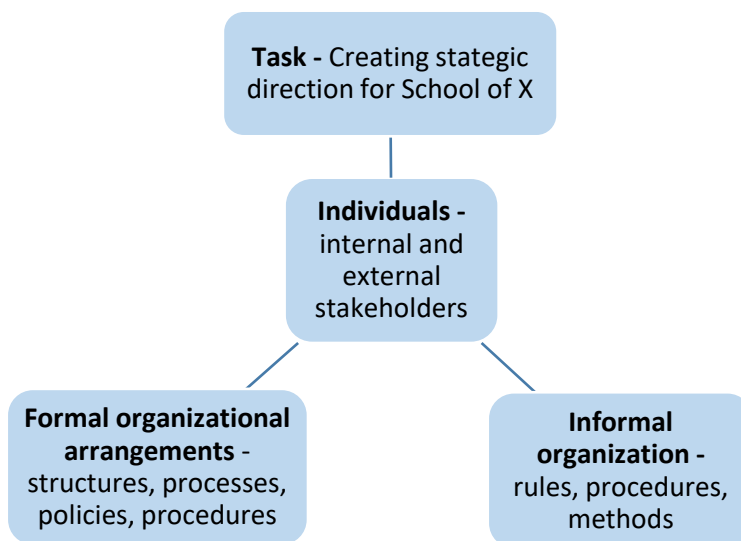 Task - Creating stategic
direction for School of X
Individuals -
internal and
external
stakeholders
Formal organizational
arrangements -
structures, processes,
policies, procedures
Informal
organization -
rules, procedures,
methods